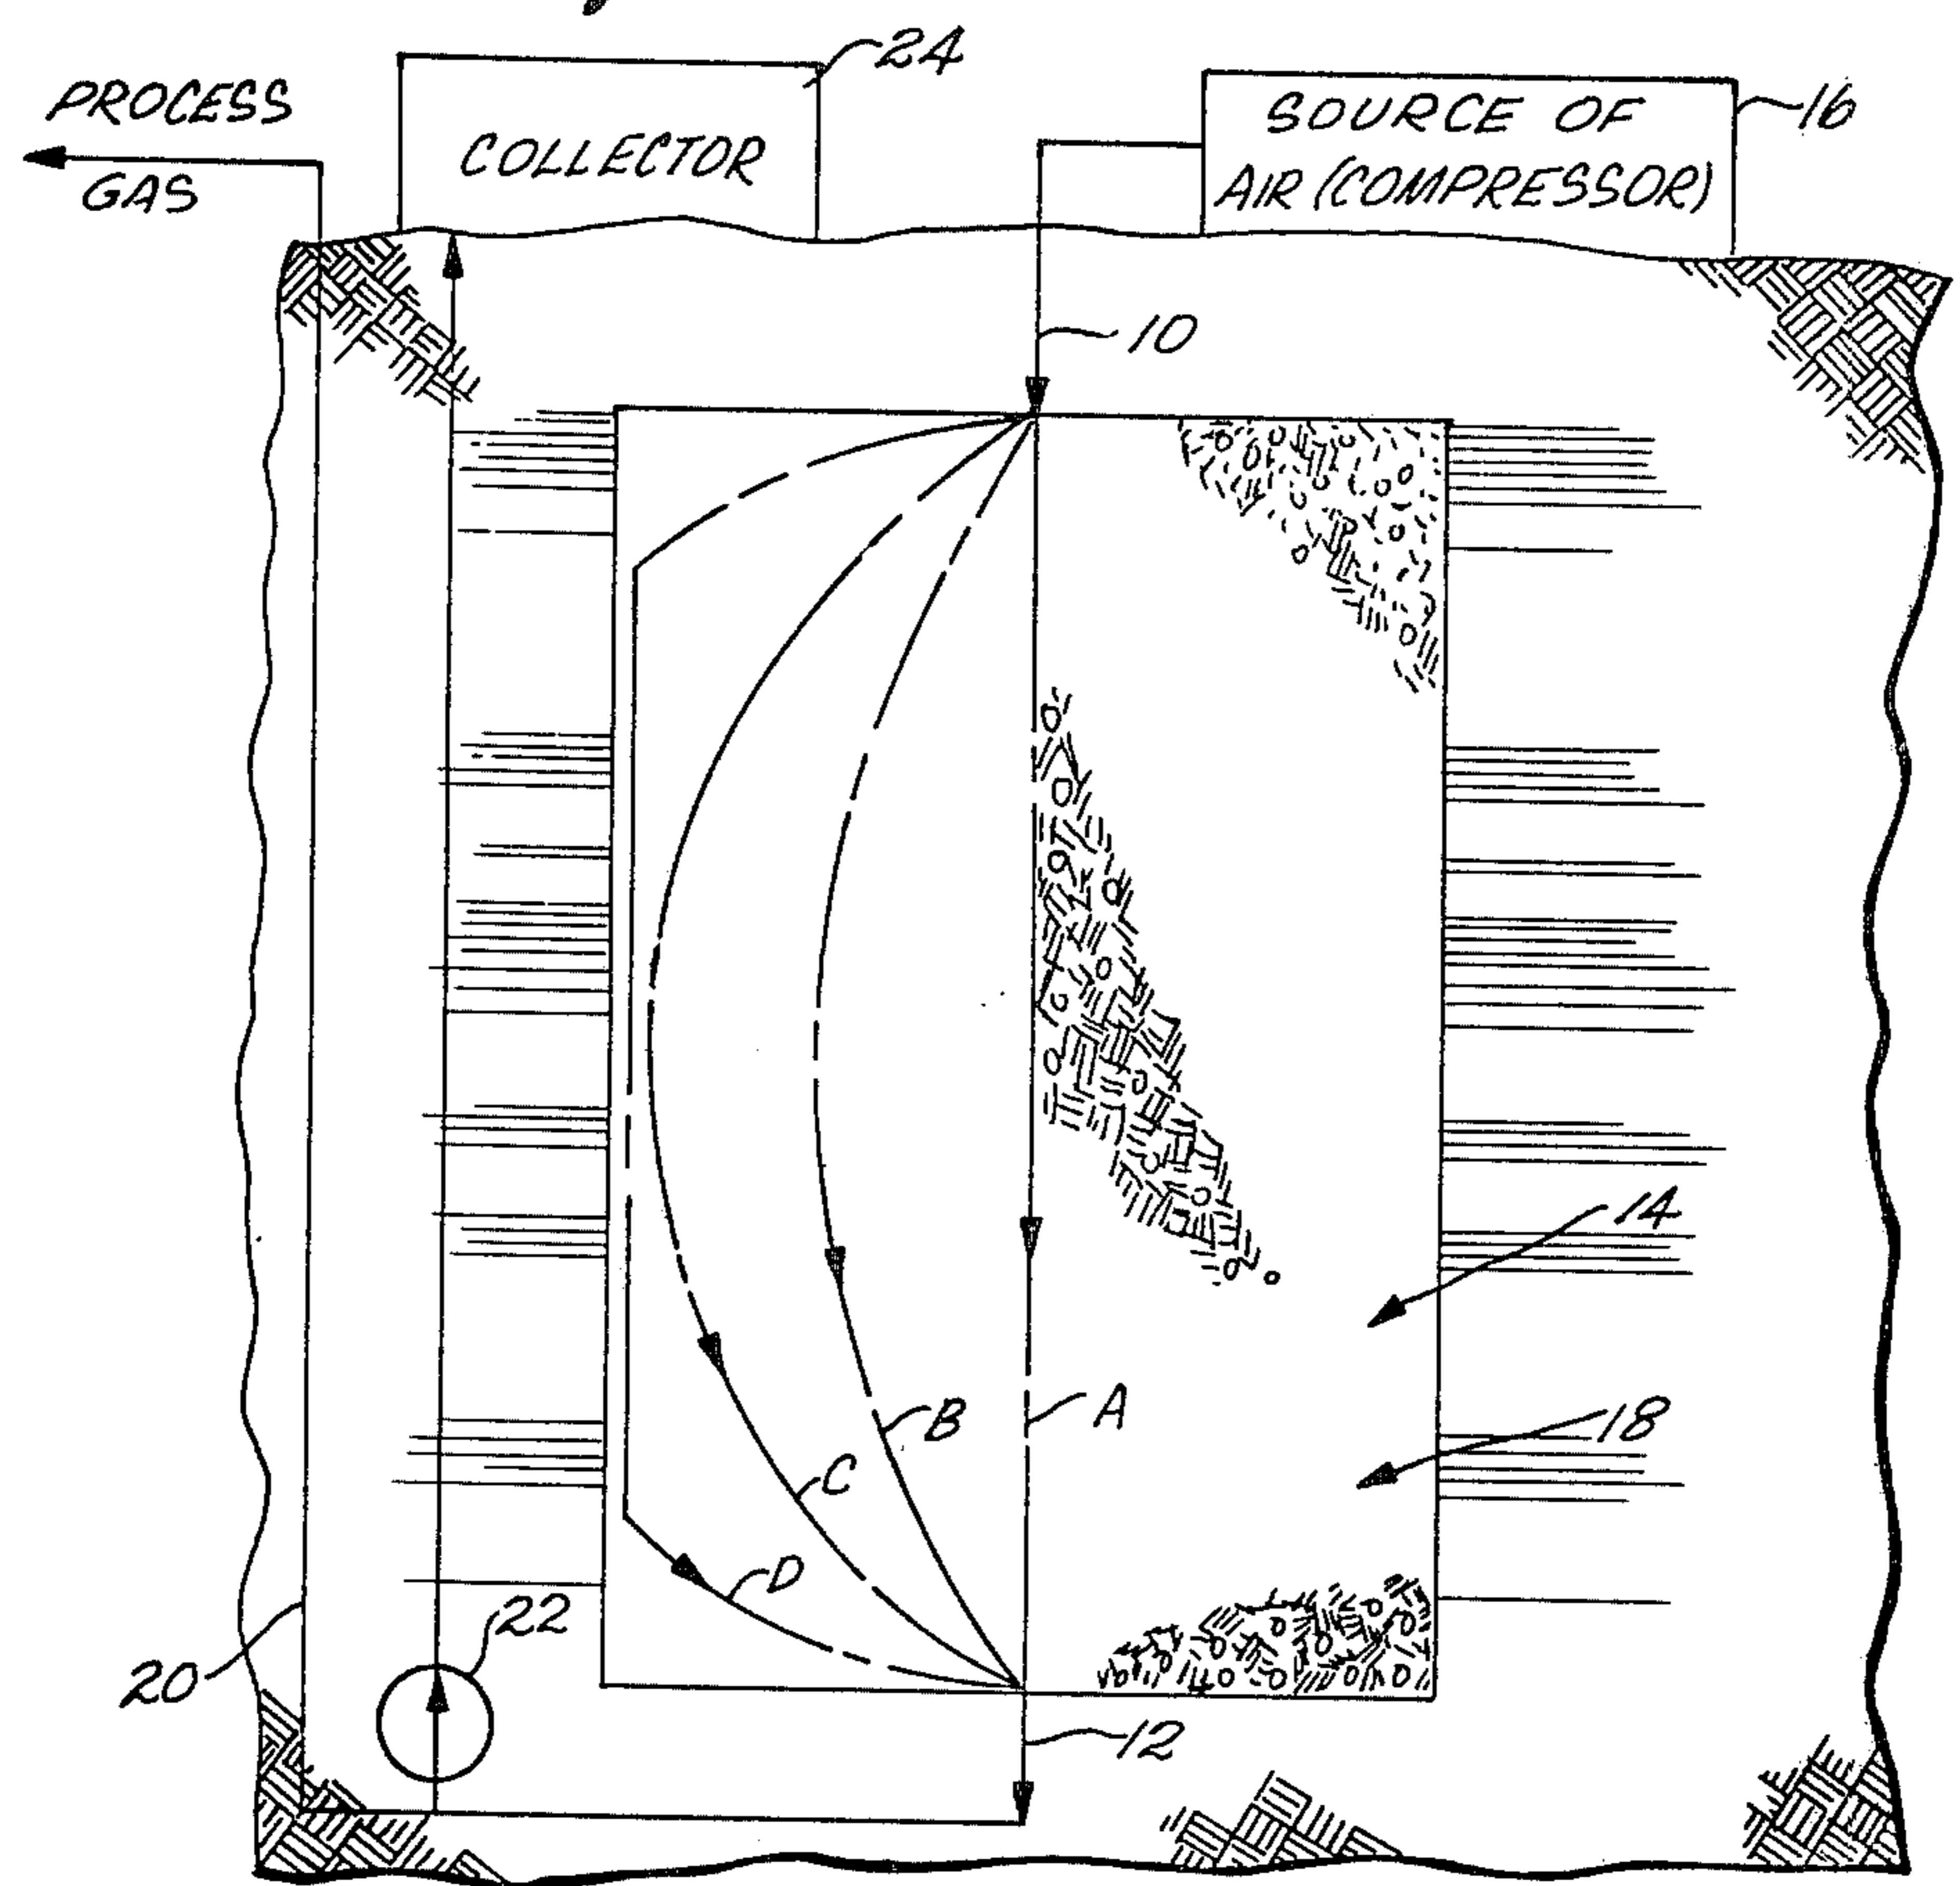 24
PROCESS
GAS
COLLECTOR
SOURCE OF
AIR (COMPRESSOR)
16
10
14
A
B
18
C
D
22
20
12